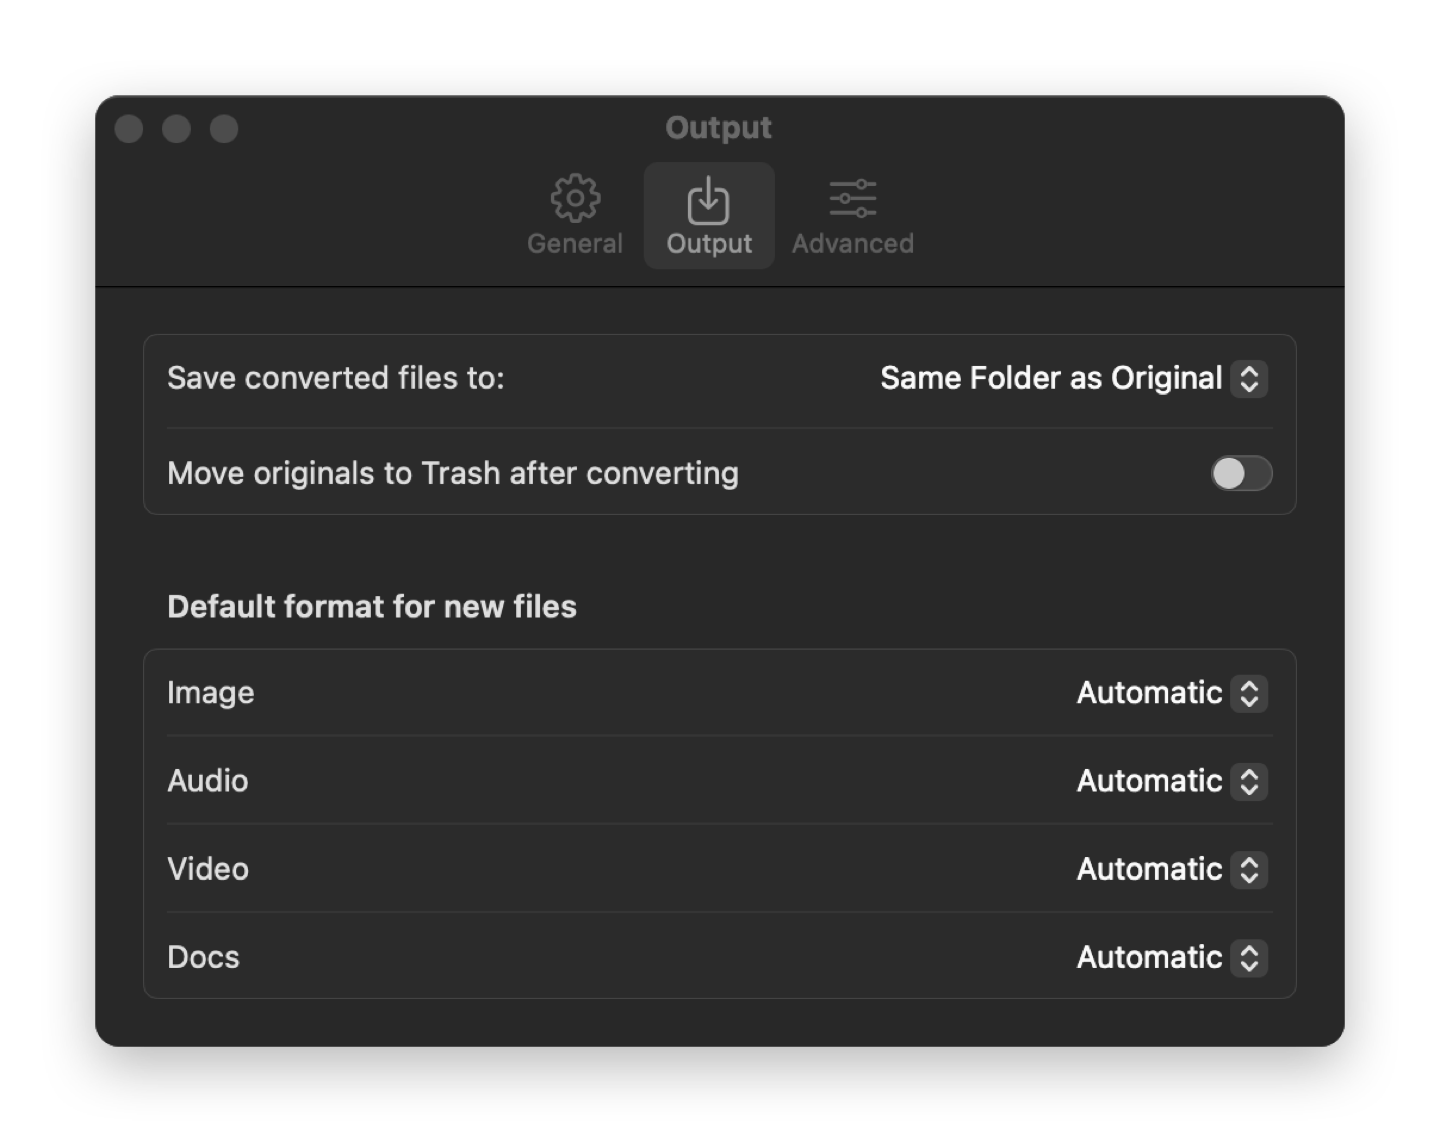 Output
General
Output
Advanced
Save converted files to:
Same Folder as Original
Move originals to Trash after converting
Default format for new files
Image
Automatic
Audio
Automatic
Video
Automatic
Docs
Automatic